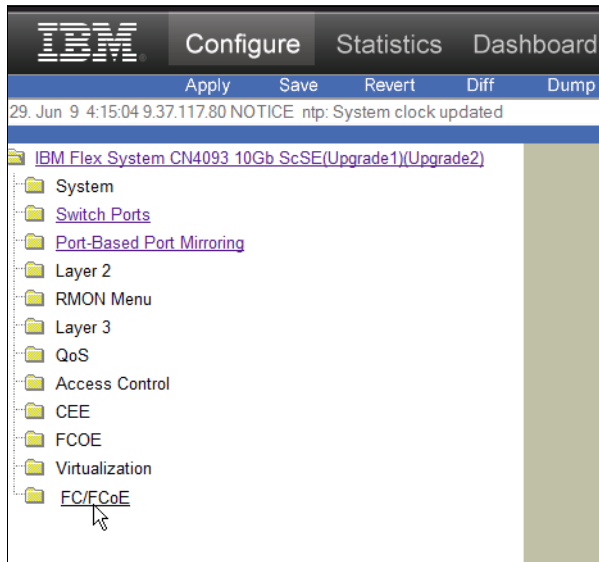 IBM®
Configure Statistics Dashboard
Apply Save Revert Diff Dump
29. Jun 9 4:15:04 9.37.117.80 NOTICE ntp: System clock updated
IBM Flex System CN4093 10Gb ScSE(Upgrade1)(Upgrade2)
System
Switch Ports
Port-Based Port Mirroring
Layer 2
RMON Menu
Layer 3
QoS
Access Control
CEE
FCOE
Virtualization
FC/FCoE